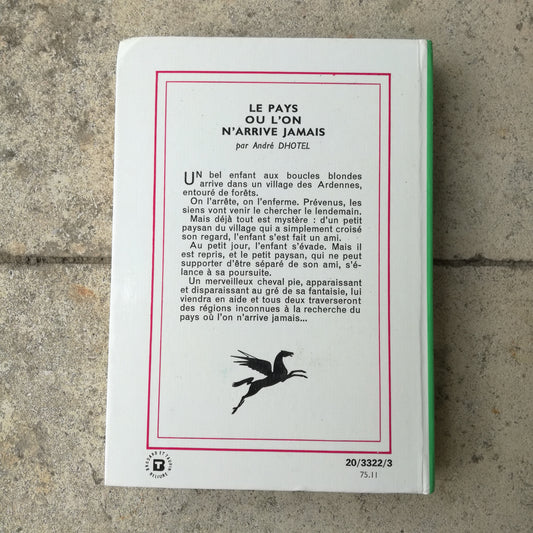 LE PAYS
OU L'ON
N'ARRIVE JAMAIS
par André DHOTEL
UN bel enfant aux boucles blondes
arrive dans un village des Ardennes,
entouré de forêts.
On l'arrête, on l'enferme. Prévenus, les
siens vont venir le chercher le lendemain.
Mais déjà tout est mystère : d'un petit
paysan du village qui a simplement croisé
son regard, l'enfant s'est fait un ami.
Au petit jour, l'enfant s'évade. Mais il
est repris, et le petit paysan, qui ne peut
supporter d'être séparé de son ami, s'é-
lance à sa poursuite.
Un merveilleux cheval pie, apparaissant
et disparaissant au gré de sa fantaisie, lui
viendra en aide et tous deux traverseront
des régions inconnues à la recherche du
pays où l'on n'arrive jamais...
BRODARD ET TAUPIN
RELIURE
20/3322/3
75.11